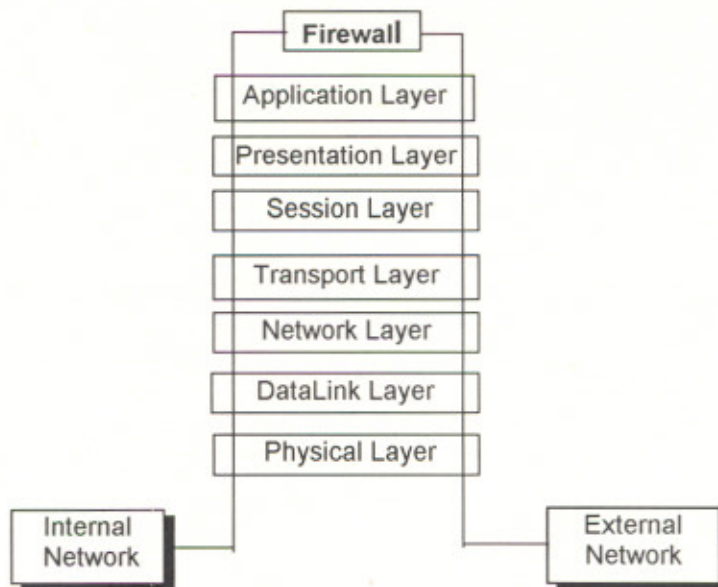 Firewall
Application Layer
Presentation Layer
Session Layer
Transport Layer
Network Layer
DataLink Layer
Physical Layer
Internal
Network
External
Network